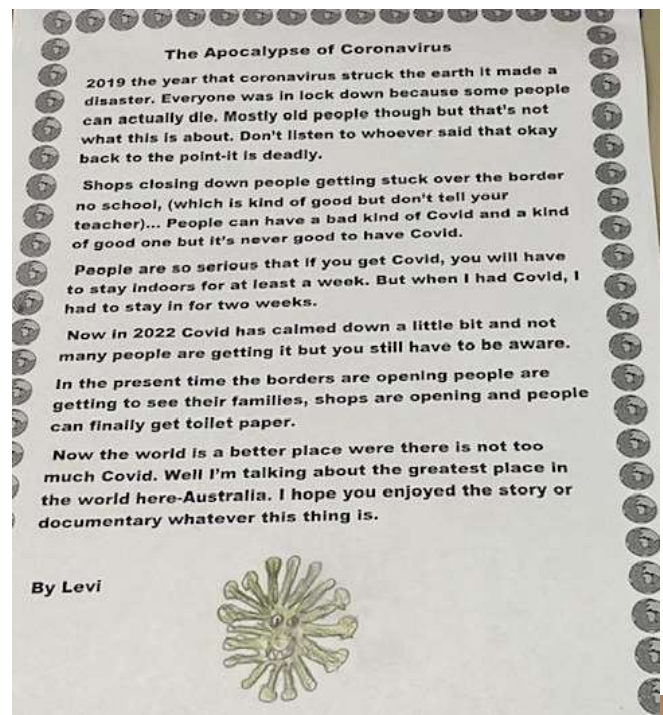 The Apocalypse of Coronavirus
2019 the year that coronavirus struck the earth it made a
disaster. Everyone was in lock down because some people
can actually die. Mostly old people though but that's not
what this is about. Don't listen to whoever said that okay
back to the point-it is deadly.
Shops closing down people getting stuck over the border
no school, (which is kind of good but don't tell your
teacher)... People can have a bad kind of Covid and a kind
of good one but it's never good to have Covid.
People are so serious that if you get Covid, you will have
to stay indoors for at least a week. But when I had Covid, I
had to stay in for two weeks.
Now in 2022 Covid has calmed down a little bit and not
many people are getting it but you still have to be aware.
In the present time the borders are opening people are
getting to see their families, shops are opening and people
can finally get toilet paper.
Now the world is a better place were there is not too
much Covid. Well I'm talking about the greatest place in
the world here-Australia. I hope you enjoyed the story or
documentary whatever this thing is.
By Levi